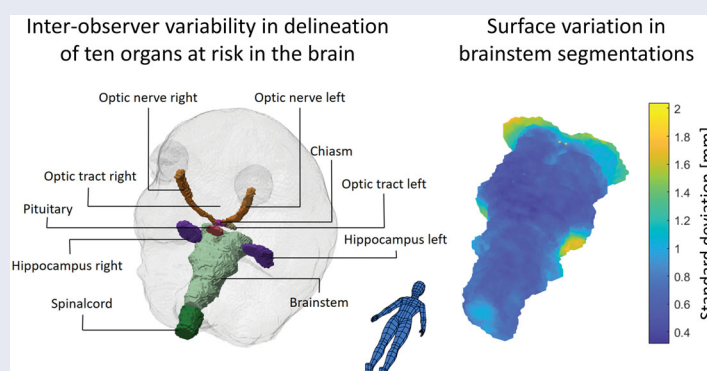 Inter-observer variability in delineation
of ten organs at risk in the brain
Surface variation in
brainstem segmentations
Optic nerve right
Optic nerve left
Chiasm
Optic tract right
Optic tract left
Pituitary
Hippocampus left
Hippocampus right
Spinalcord
Brainstem
2
1.8
1.6
1.4
1.2
1
0.8
0.6
0.4
Standard deviation [mm]